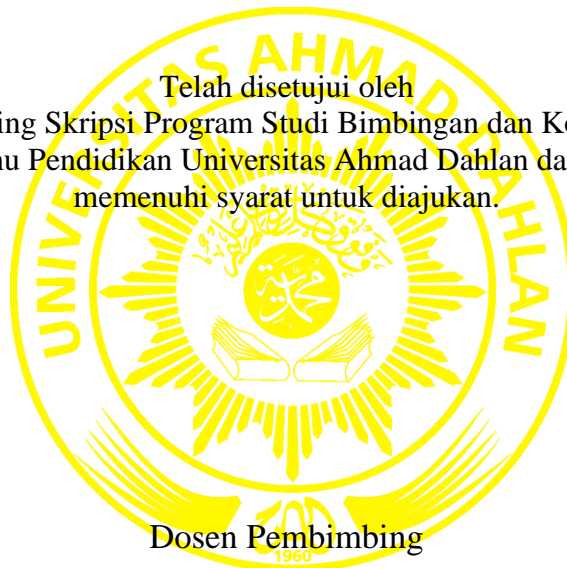 UNIVERSITAS AHMAD DAHLAN
Telah disetujui oleh
ing Skripsi Program Studi Bimbingan dan Ko
u Pendidikan Universitas Ahmad Dahlan da
memenuhi syarat untuk diajukan.
محمدية
Dosen Pembimbing
1960